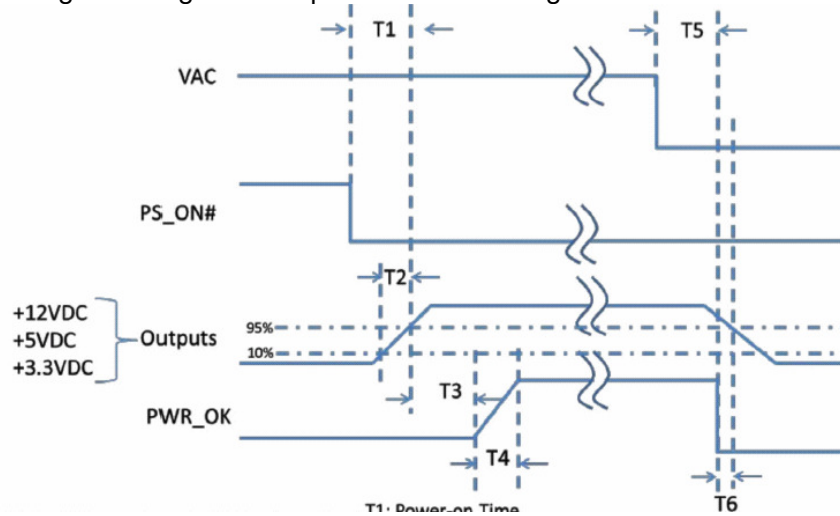 T1
T5
VAC
PS_ON#
T2
+12VDC
+5VDC
+3.3VDC
Outputs
95%
10%
T3
PWR_OK
T4
T1: Power-on Time
T6